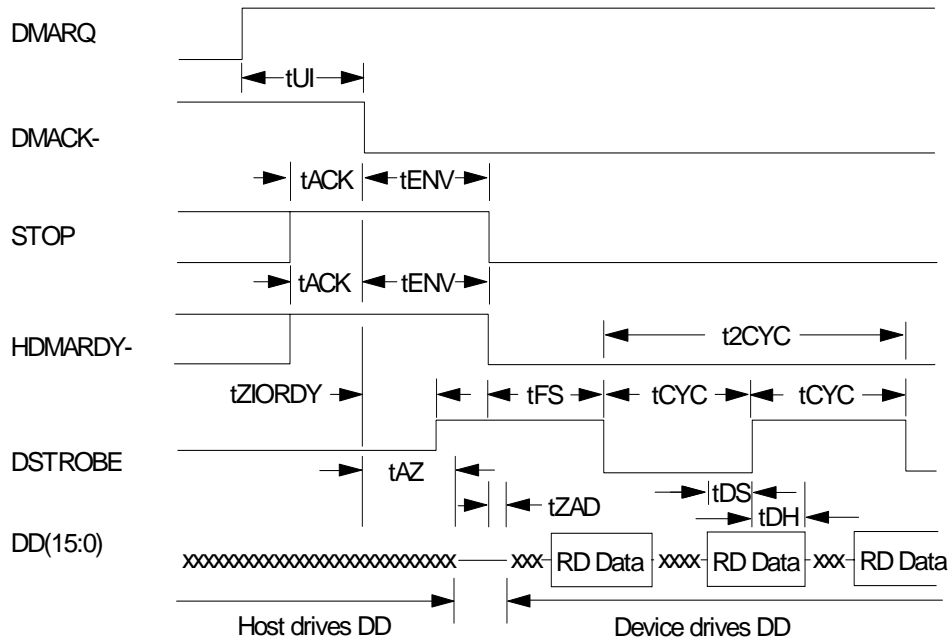 DMARQ
tUI
DMACK-
tACK tENV
STOP
tACK tENV
HDMARDY-
t2CYC
tZIORDY tFS tCYC tCYC
DSTROBE
tAZ
tDS
tZAD tDH
DD(15:0)
XXXXXXXXXXXXXXXXXXXXXXXXXX XXX RD Data XXXX RD Data XXX RD Data
Host drives DD Device drives DD